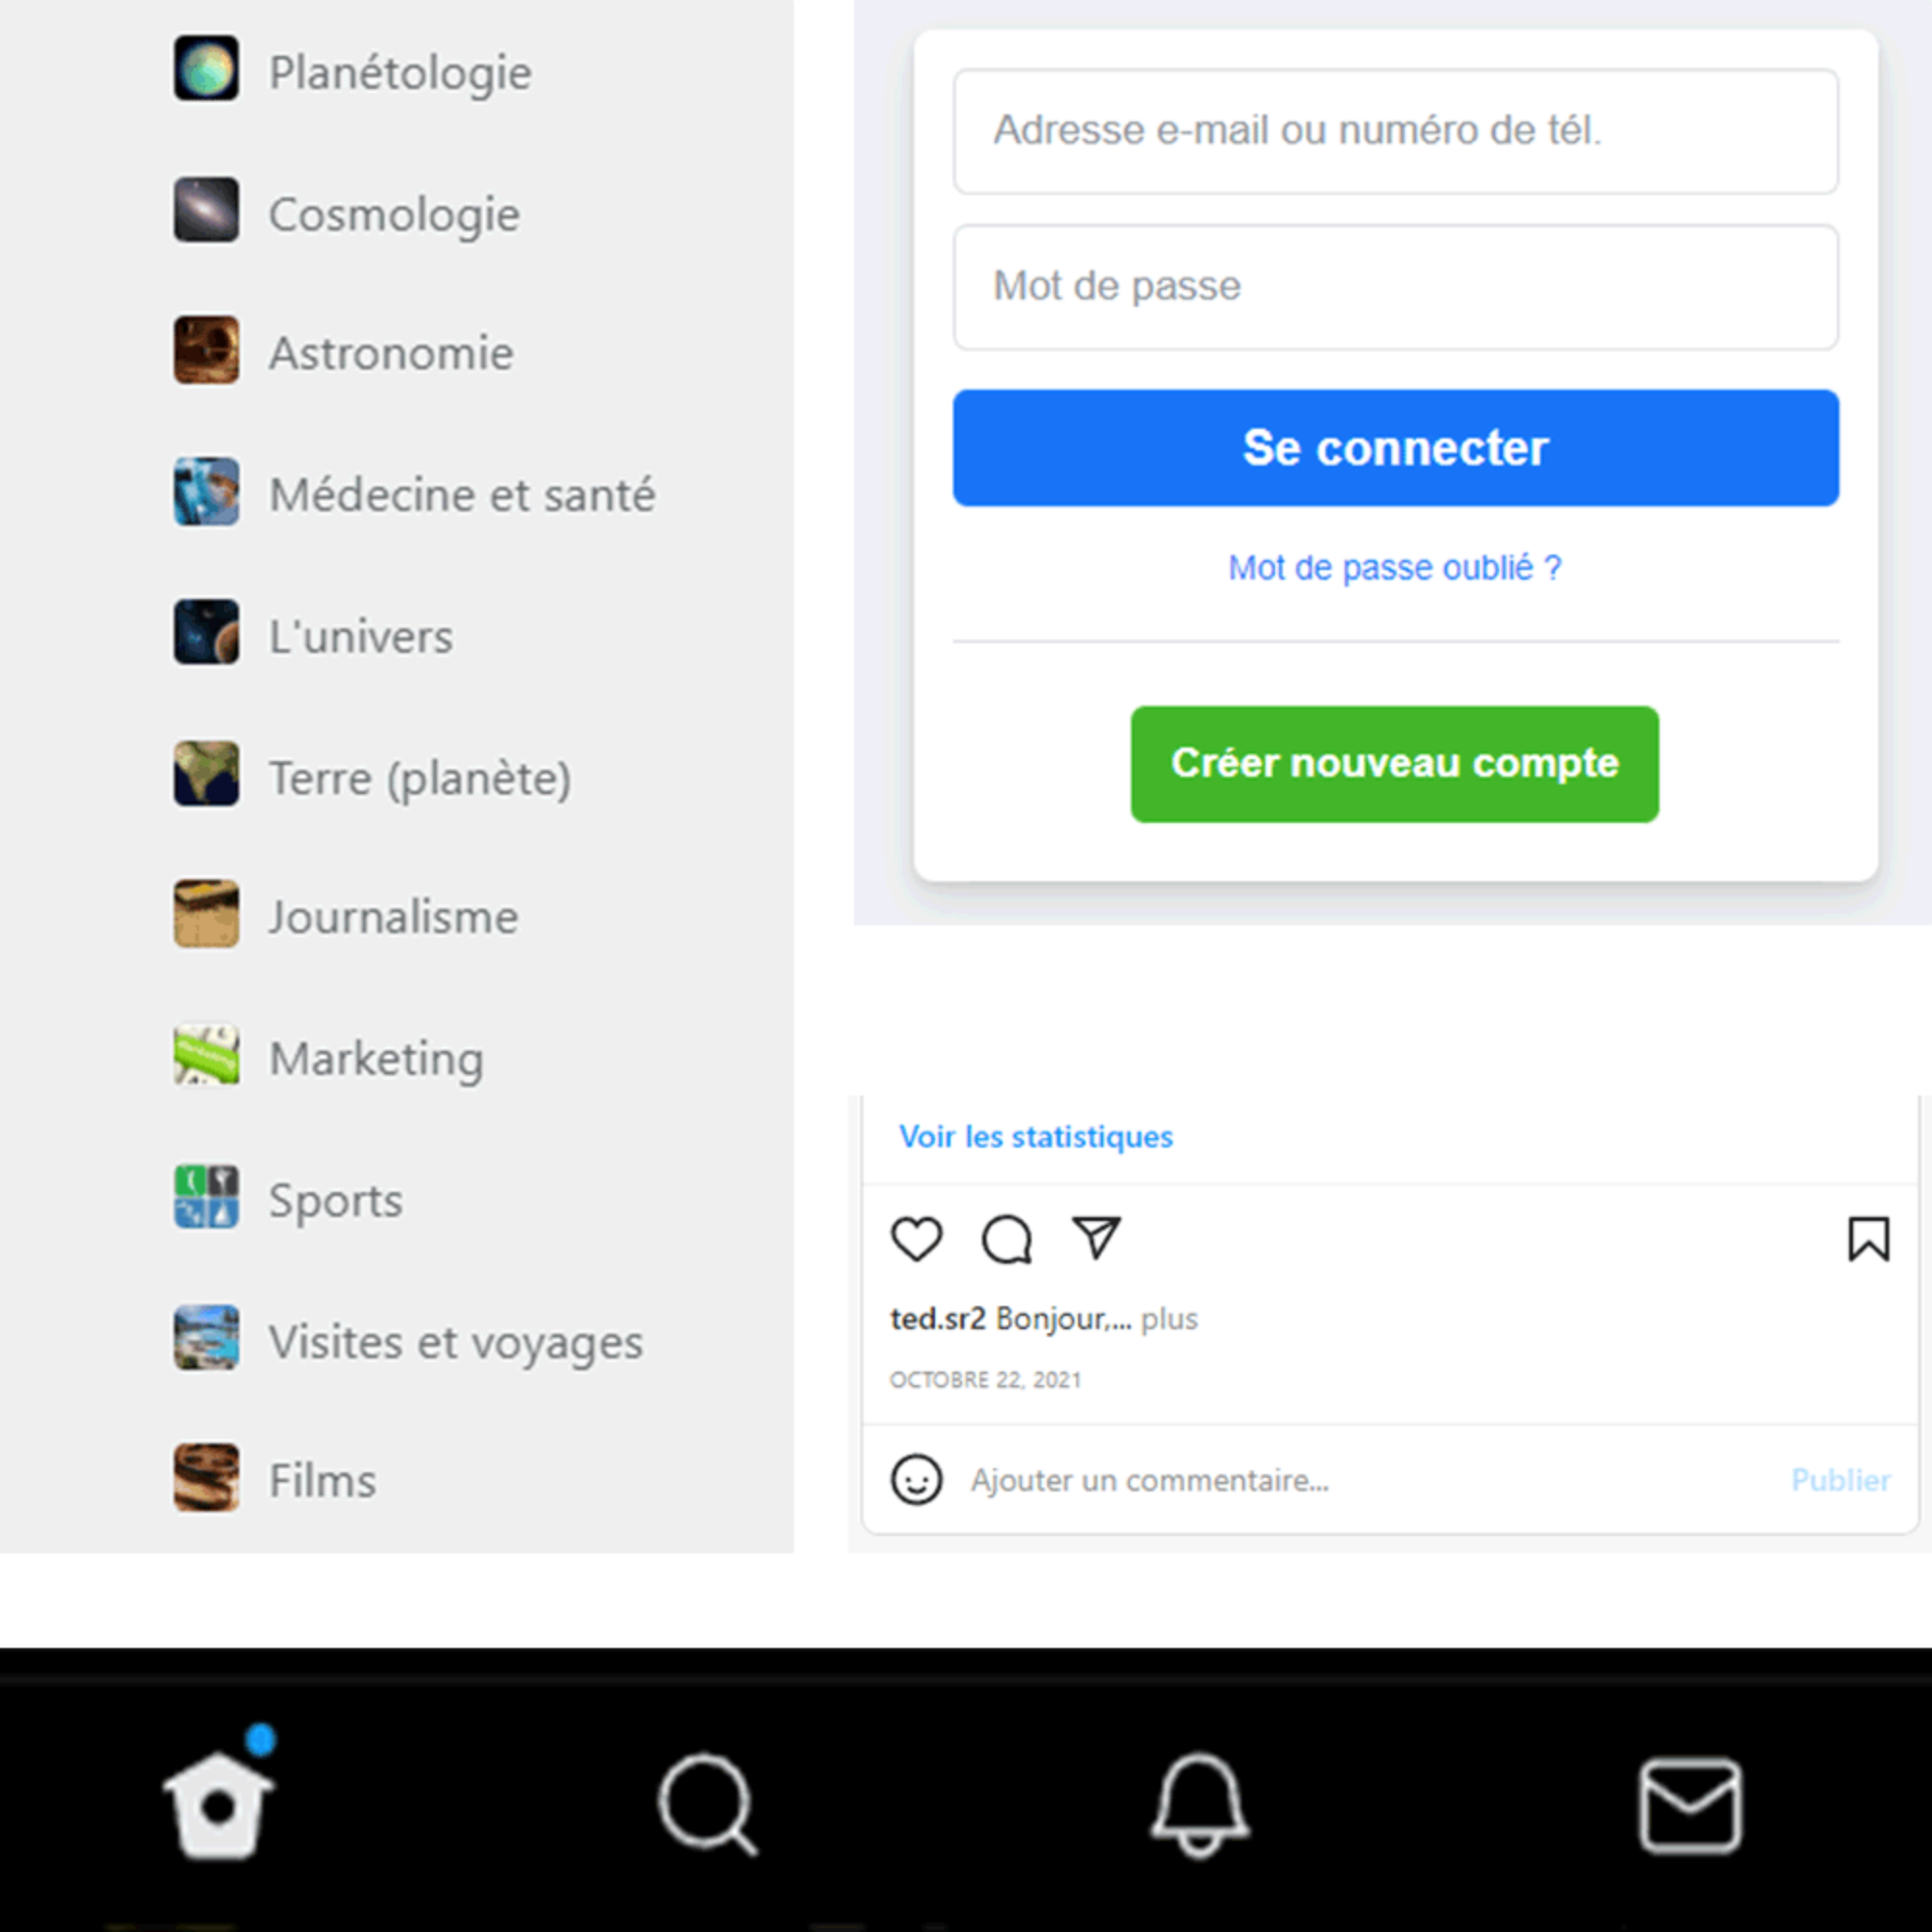 Planétologie
Cosmologie
Astronomie
Médecine et santé
L'univers
Terre (planète)
Journalisme
Marketing
Sports
Visites et voyages
Films
Adresse e-mail ou numéro de tél.
Mot de passe
Se connecter
Mot de passe oublié ?
Créer nouveau compte
Voir les statistiques
ted.sr2 Bonjour,... plus
OCTOBRE 22, 2021
Ajouter un commentaire... Publier